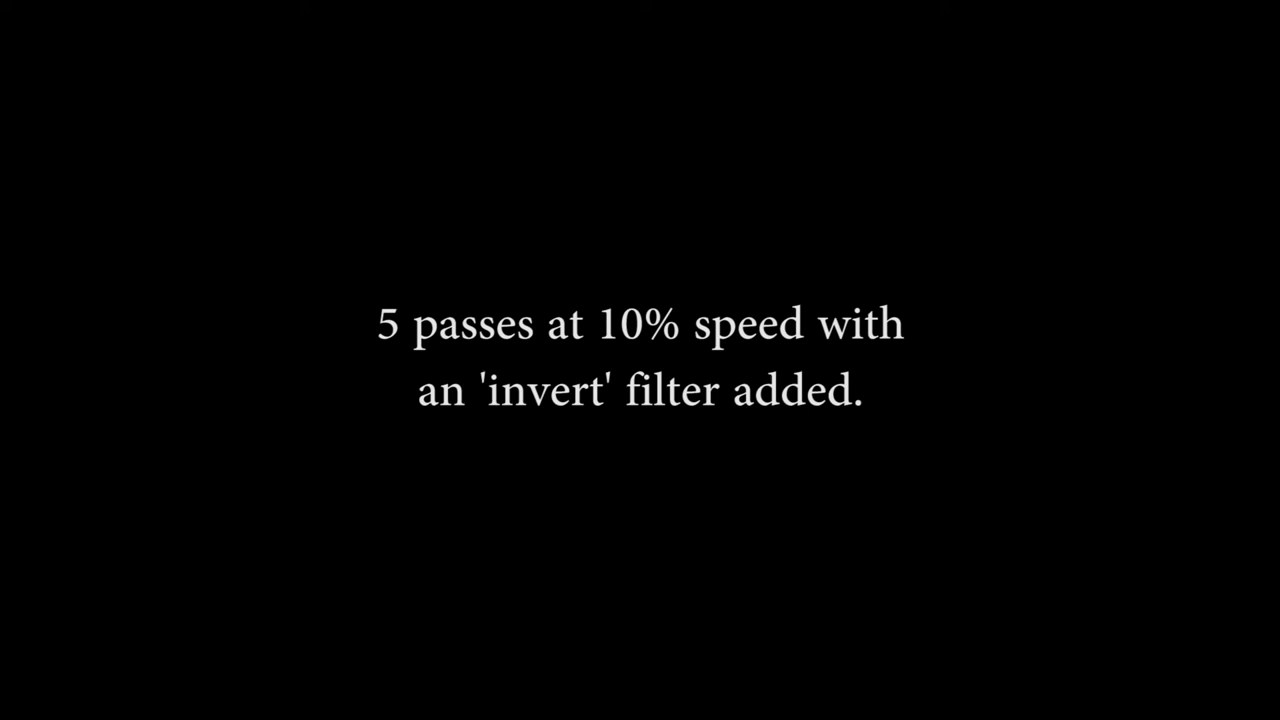 5 passes at 10% speed with
an 'invert' filter added.